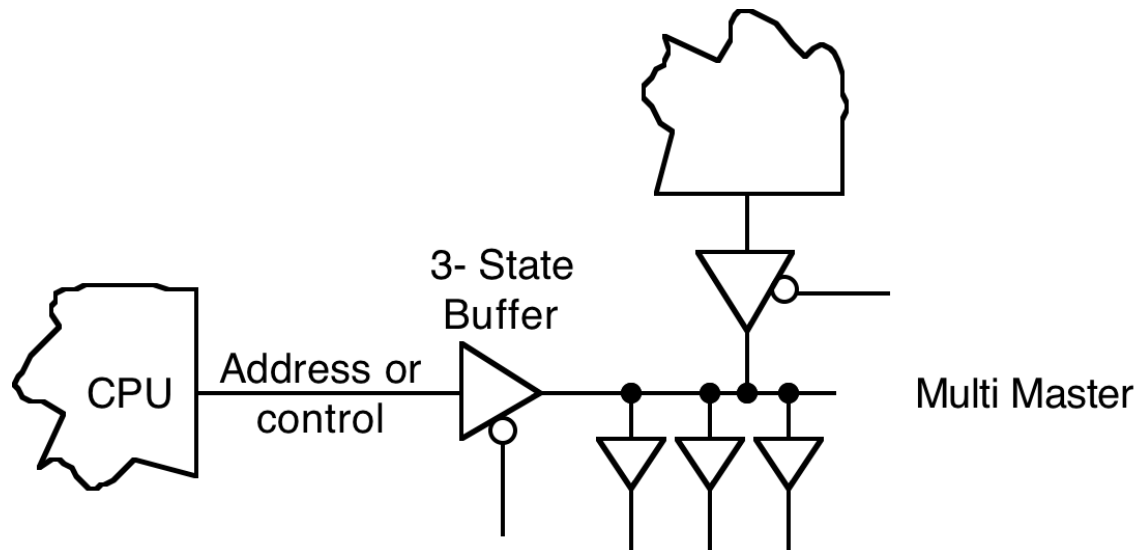 3- State
Buffer
Address or
CPU
control
Multi Master